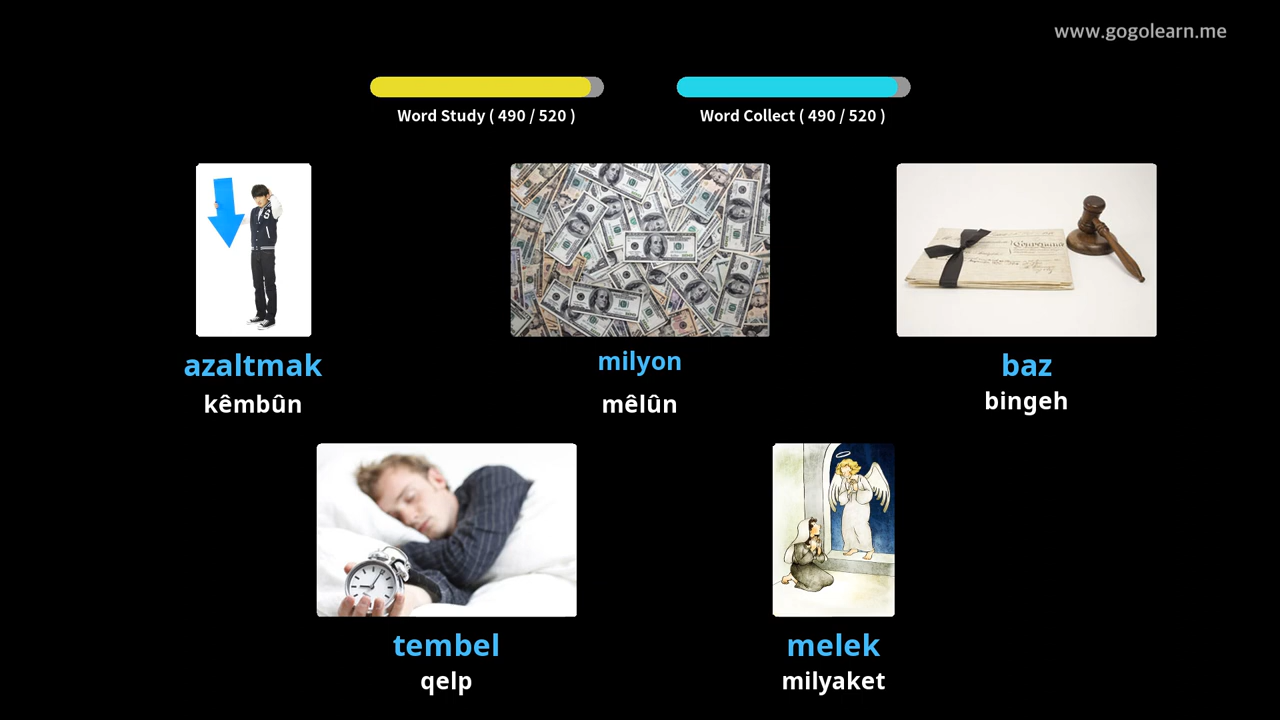 www.gogolearn.me
Word Study ( 490 / 520 )
Word Collect ( 490 / 520 )
azaltmak
kêmbûn
milyon
mêlûn
baz
bingeh
tembel
qelp
melek
milyaket